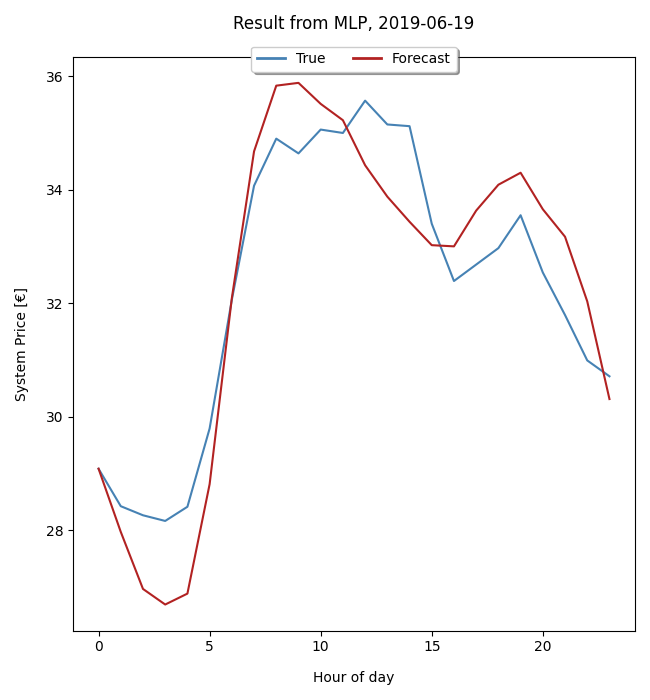 Result from MLP, 2019-06-19
True Forecast
36
34
32
30
28
System Price [€]
0 5 10 15 20
Hour of day